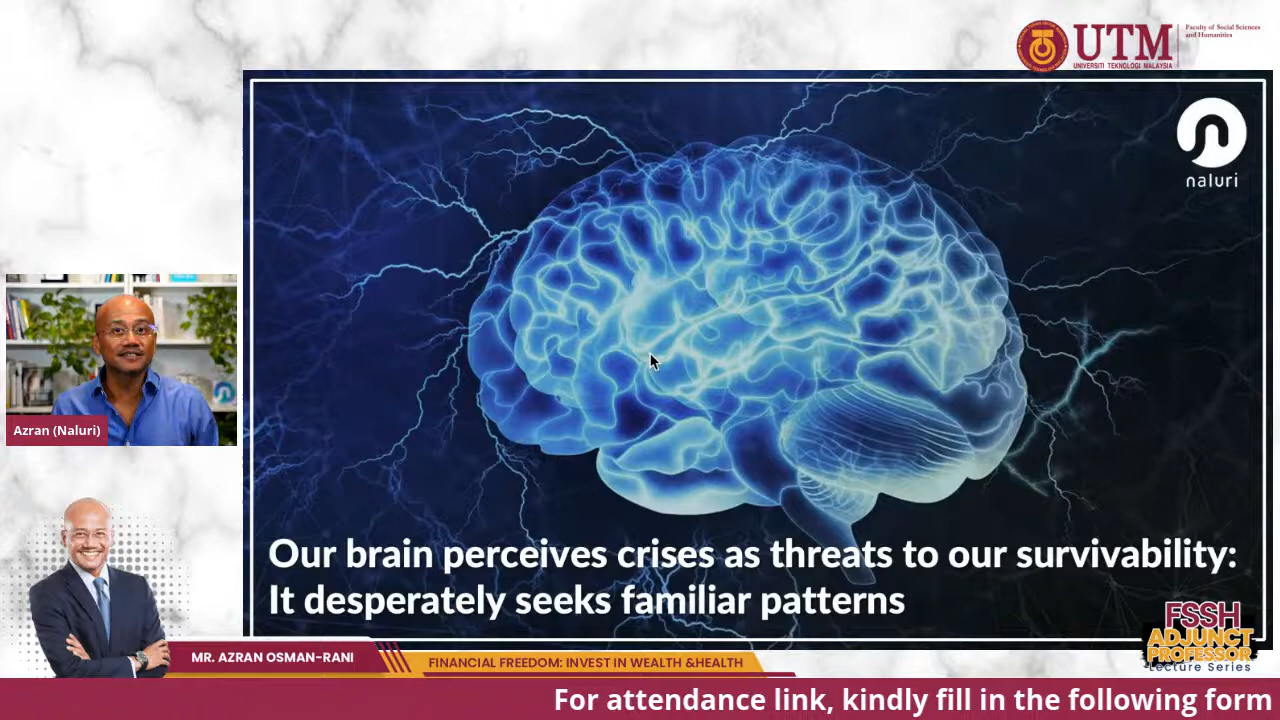 UTM
UNIVERSITI TEKNOLOGI MALAYSIA
Faculty of Social Sciences
and Humanities
naluri
Azran (Naluri)
Our brain perceives crises as threats to our survivability:
It desperately seeks familiar patterns
FSSH
ADJUNCT
PROFESSOR
Lecture Series
MR. AZRAN OSMAN-RANI
FINANCIAL FREEDOM: INVEST IN WEALTH &HEALTH
For attendance link, kindly fill in the following form